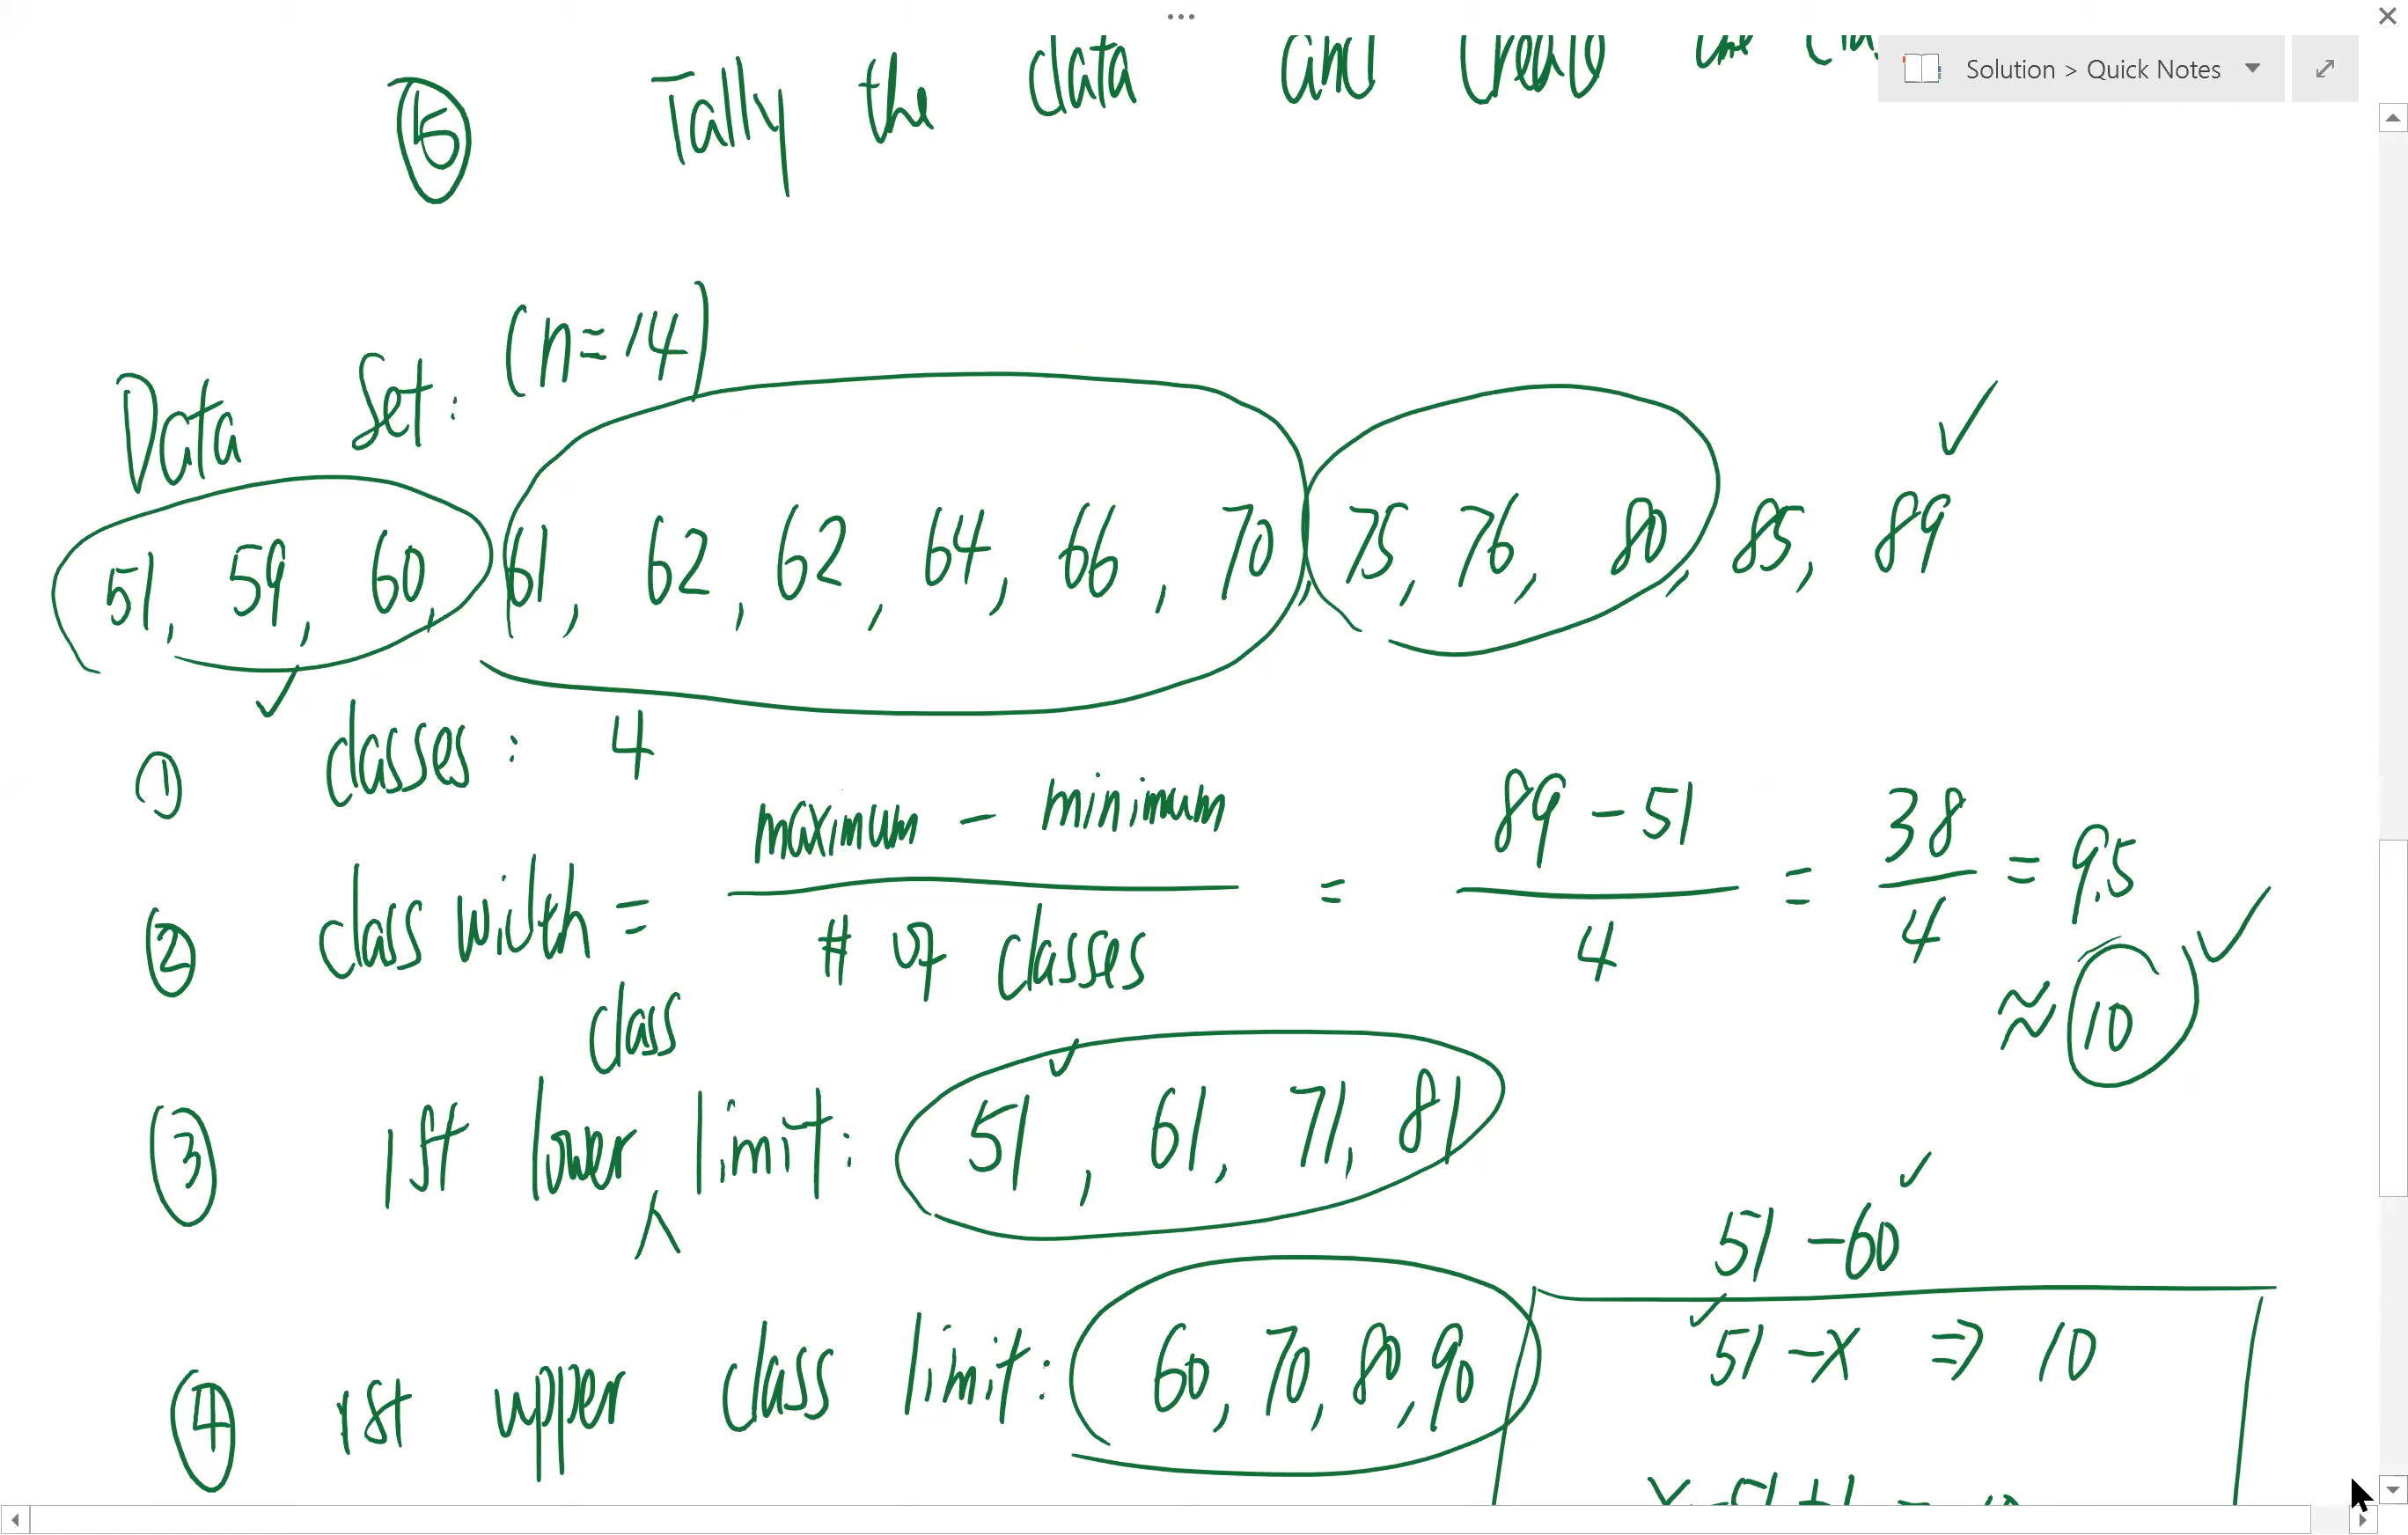 Solution > Quick Notes
⑥ Tally the data and
Data Set: (n=14)
51, 59, 60, 61, 62, 62, 64, 66, 70, 75, 76, 80, 85, 89
① classes: 4
② class width = maximum - minimum / # of classes = 89 - 51 / 4 = 38 / 4 = 9.5
≈ 10
class
③ 1st lower limit: 51, 61, 71, 81
51 - 60
④ 1st upper class limit: 60, 70, 80, 90
51 - x ⇒ 10